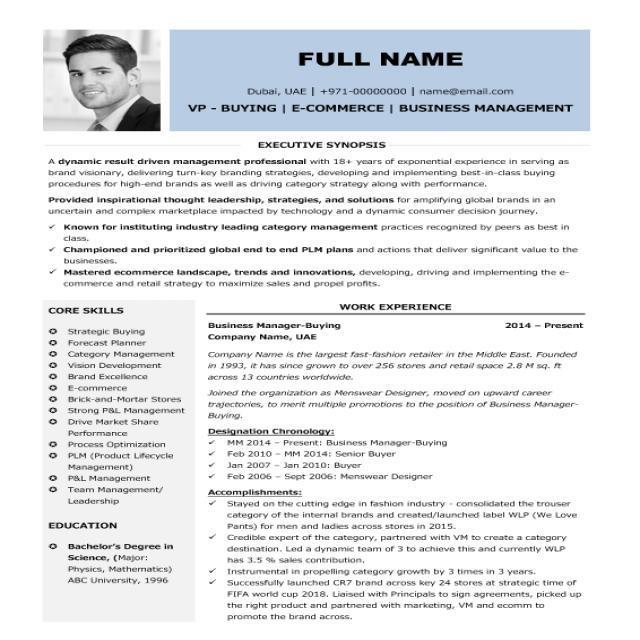 FULL NAME
Dubai, UAE | +971-00000000 | name@email.com
VP - BUYING | E-COMMERCE | BUSINESS MANAGEMENT
EXECUTIVE SYNOPSIS
A dynamic result driven management professional with 18+ years of exponential experience in serving as
brand visionary, delivering turn-key branding strategies, developing and implementing best-in-class buying
procedures for high-end brands as well as driving category strategy along with performance.
Provided inspirational thought leadership, strategies, and solutions for amplifying global brands in an
uncertain and complex marketplace impacted by technology and a dynamic consumer decision journey.
✓ Known for instituting industry leading category management practices recognized by peers as best in
class.
✓ Championed and prioritized global end to end PLM plans and actions that deliver significant value to the
businesses.
✓ Mastered ecommerce landscape, trends and innovations, developing, driving and implementing the e-
commerce and retail strategy to maximize sales and propel profits.
CORE SKILLS
✪ Strategic Buying
✪ Forecast Planner
✪ Category Management
✪ Vision Development
✪ Brand Excellence
✪ E-commerce
✪ Brick-and-Mortar Stores
✪ Strong P&L Management
✪ Drive Market Share
Performance
✪ Process Optimization
✪ PLM (Product Lifecycle
Management)
✪ P&L Management
✪ Team Management/
Leadership
EDUCATION
✪ Bachelor's Degree in
Science, (Major:
Physics, Mathematics)
ABC University, 1996
WORK EXPERIENCE
Business Manager-Buying 2014 – Present
Company Name, UAE
Company Name is the largest fast-fashion retailer in the Middle East. Founded
in 1993, it has since grown to over 256 stores and retail space 2.8 M sq. ft
across 13 countries worldwide.
Joined the organization as Menswear Designer, moved on upward career
trajectories, to merit multiple promotions to the position of Business Manager-
Buying.
Designation Chronology:
✓ MM 2014 – Present: Business Manager-Buying
✓ Feb 2010 – MM 2014: Senior Buyer
✓ Jan 2007 – Jan 2010: Buyer
✓ Feb 2006 – Sept 2006: Menswear Designer
Accomplishments:
✓ Stayed on the cutting edge in fashion industry - consolidated the trouser
category of the internal brands and created/launched label WLP (We Love
Pants) for men and ladies across stores in 2015.
✓ Credible expert of the category, partnered with VM to create a category
destination. Led a dynamic team of 3 to achieve this and currently WLP
has 3.5 % sales contribution.
✓ Instrumental in propelling category growth by 3 times in 3 years.
✓ Successfully launched CR7 brand across key 24 stores at strategic time of
FIFA world cup 2018. Liaised with Principals to sign agreements, picked up
the right product and partnered with marketing, VM and ecomm to
promote the brand across.